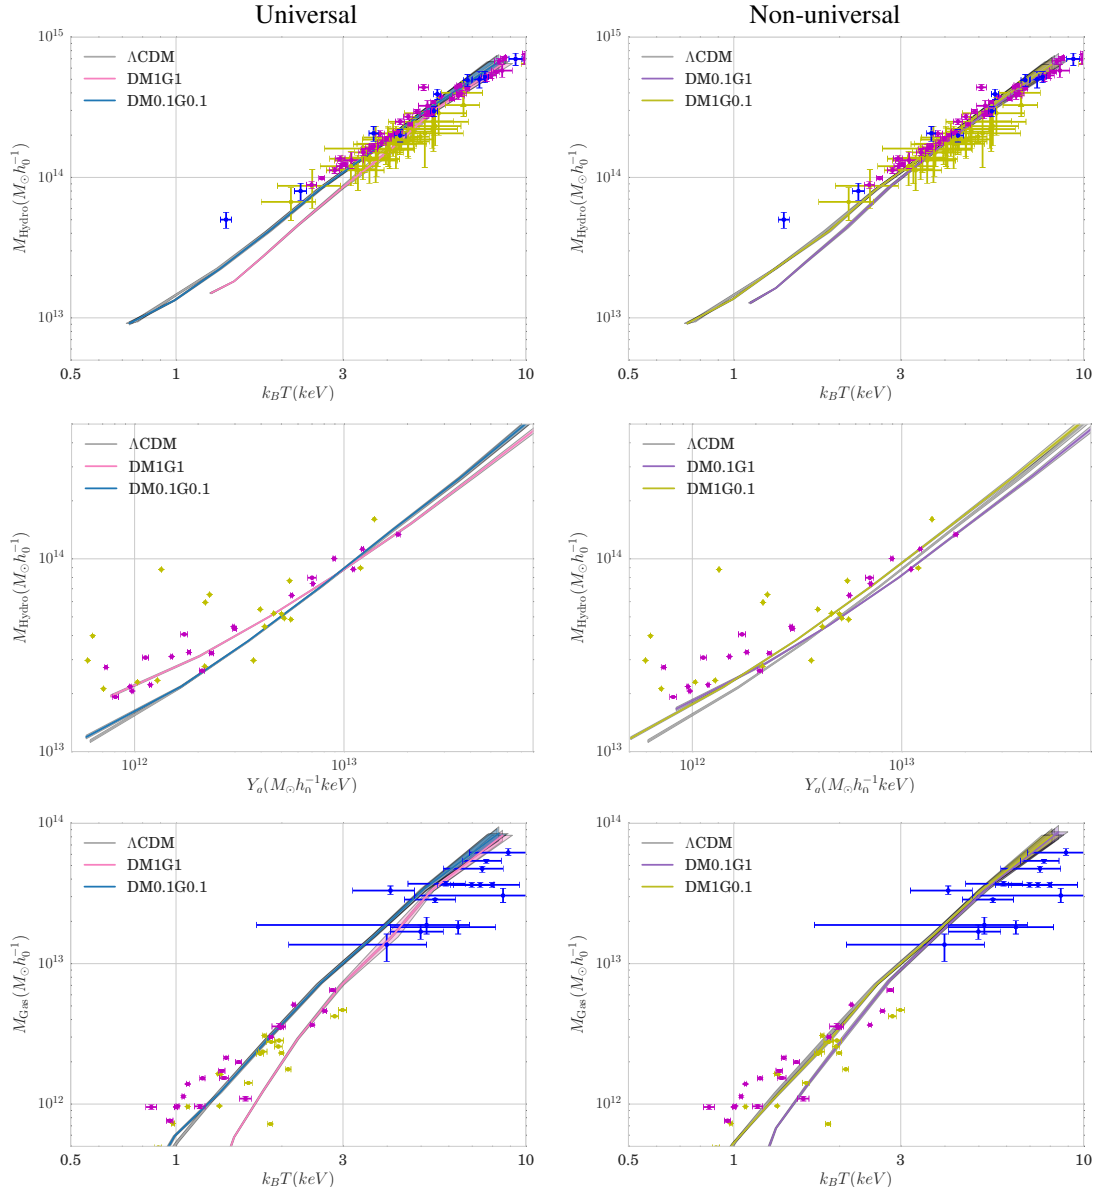 Universal
Non-universal
10^15
ΛCDM
DM1G1
DM0.1G0.1
M_Hydro(M_⊙h_0^-1)
10^14
10^13
0.5
1
3
10
k_BT(keV)
10^15
ΛCDM
DM0.1G1
DM1G0.1
M_Hydro(M_⊙h_0^-1)
10^14
10^13
0.5
1
3
10
k_BT(keV)
ΛCDM
DM1G1
DM0.1G0.1
M_Hydro(M_⊙h_0^-1)
10^14
10^13
10^12
10^13
Y_g(M_⊙h_0^-1keV)
ΛCDM
DM0.1G1
DM1G0.1
M_Hydro(M_⊙h_0^-1)
10^14
10^13
10^12
10^13
Y_g(M_⊙h_0^-1keV)
10^14
ΛCDM
DM1G1
DM0.1G0.1
M_Gas(M_⊙h_0^-1)
10^13
10^12
0.5
1
3
10
k_BT(keV)
10^14
ΛCDM
DM0.1G1
DM1G0.1
M_Gas(M_⊙h_0^-1)
10^13
10^12
0.5
1
3
10
k_BT(keV)